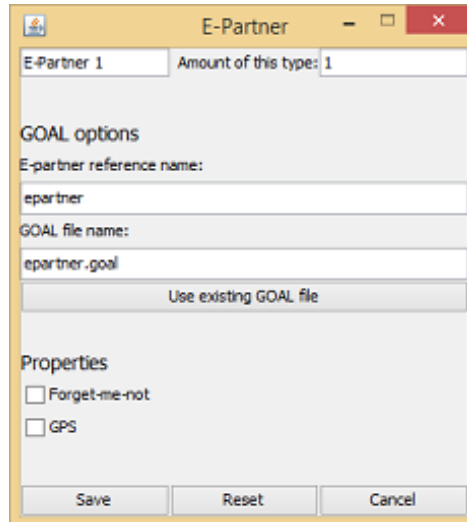 E-Partner
E-Partner 1 Amount of this type: 1
GOAL options
E-partner reference name:
epartner
GOAL file name:
epartner.goal
Use existing GOAL file
Properties
Forget-me-not
GPS
Save Reset Cancel